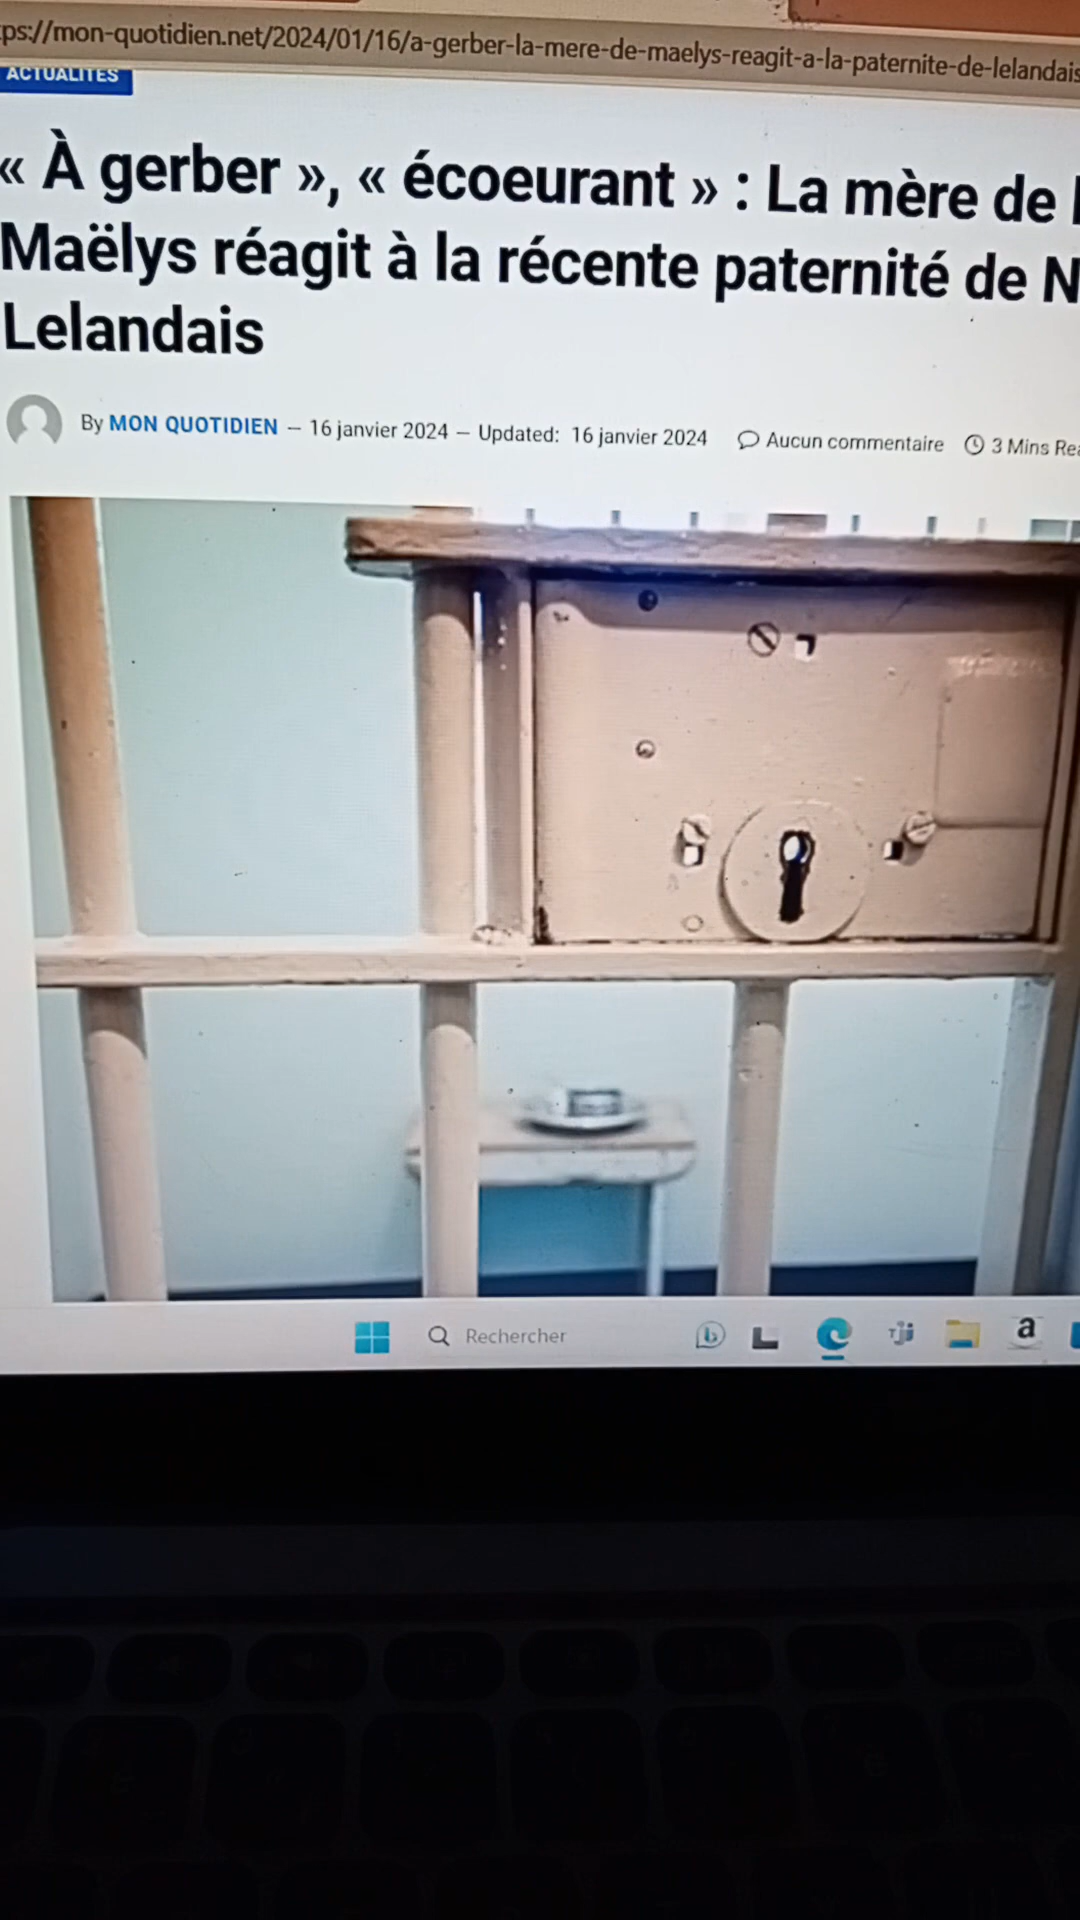 ps://mon-quotidien.net/2024/01/16/a-gerber-la-mere-de-maelys-reagit-a-la-paternite-de-lelandais
ACTUALITÉS
« À gerber », « écoeurant » : La mère de
Maëlys réagit à la récente paternité de N
Lelandais
By MON QUOTIDIEN — 16 janvier 2024 — Updated: 16 janvier 2024 Aucun commentaire 3 Mins Rea
Rechercher
a